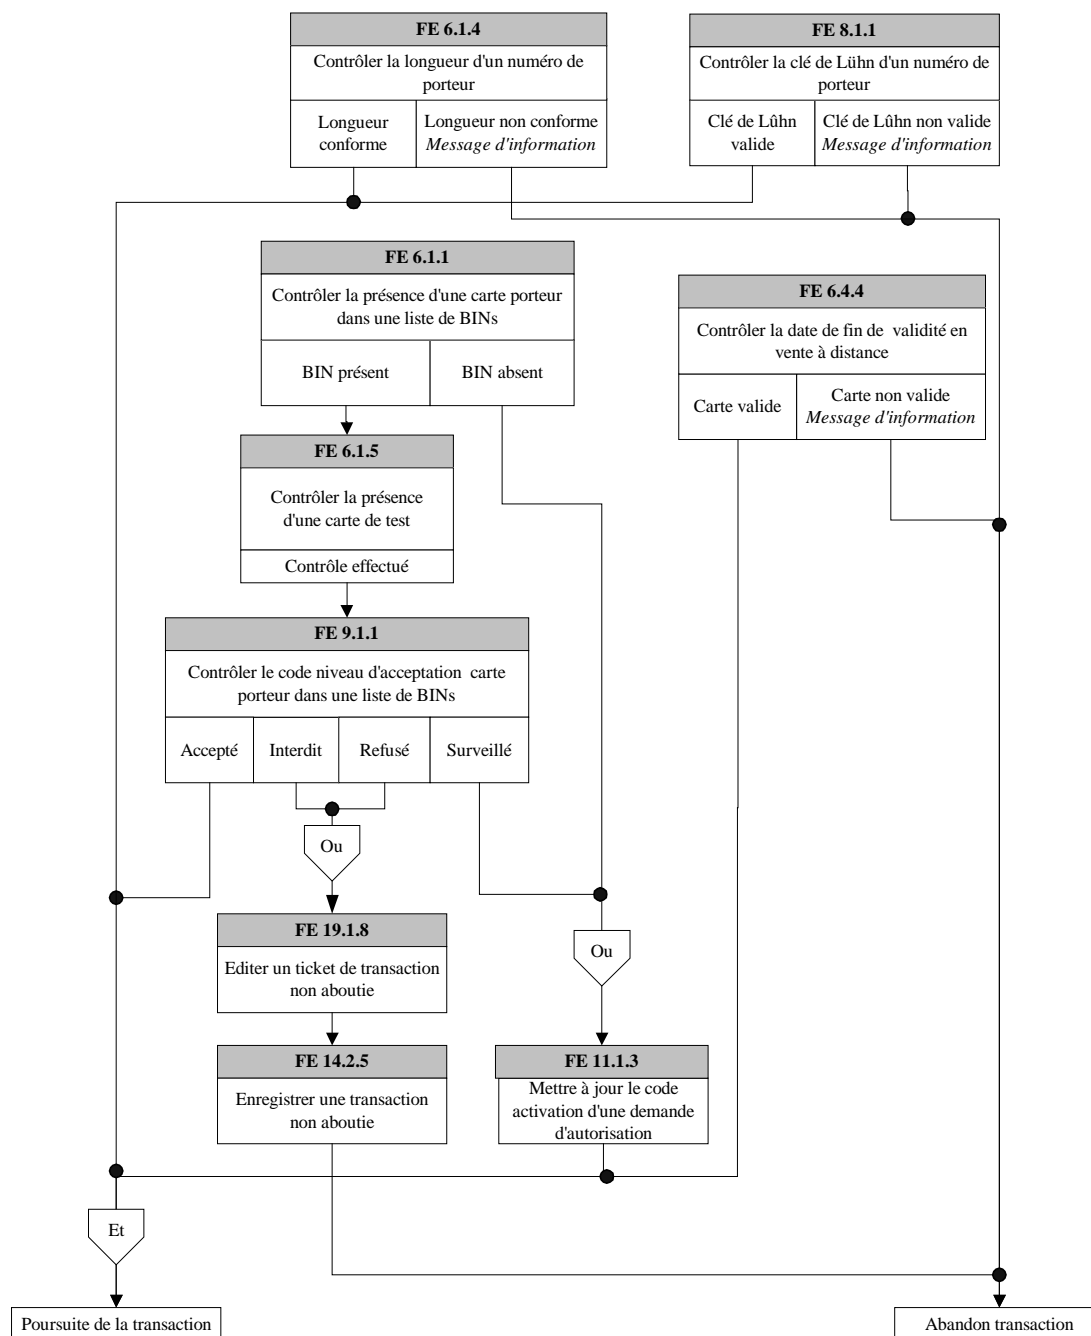 FE 6.1.4
Contrôler la longueur d'un numéro de
porteur
Longueur
conforme
Longueur non conforme
Message d'information
FE 8.1.1
Contrôler la clé de Lühn d'un numéro de
porteur
Clé de Lûhn
valide
Clé de Lûhn non valide
Message d'information
FE 6.1.1
Contrôler la présence d'une carte porteur
dans une liste de BINs
BIN présent
BIN absent
FE 6.4.4
Contrôler la date de fin de validité en
vente à distance
Carte valide
Carte non valide
Message d'information
FE 6.1.5
Contrôler la présence
d'une carte de test
Contrôle effectué
FE 9.1.1
Contrôler le code niveau d'acceptation carte
porteur dans une liste de BINs
Accepté
Interdit
Refusé
Surveillé
Ou
FE 19.1.8
Editer un ticket de transaction
non aboutie
Ou
FE 14.2.5
Enregistrer une transaction
non aboutie
FE 11.1.3
Mettre à jour le code
activation d'une demande
d'autorisation
Et
Poursuite de la transaction
Abandon transaction